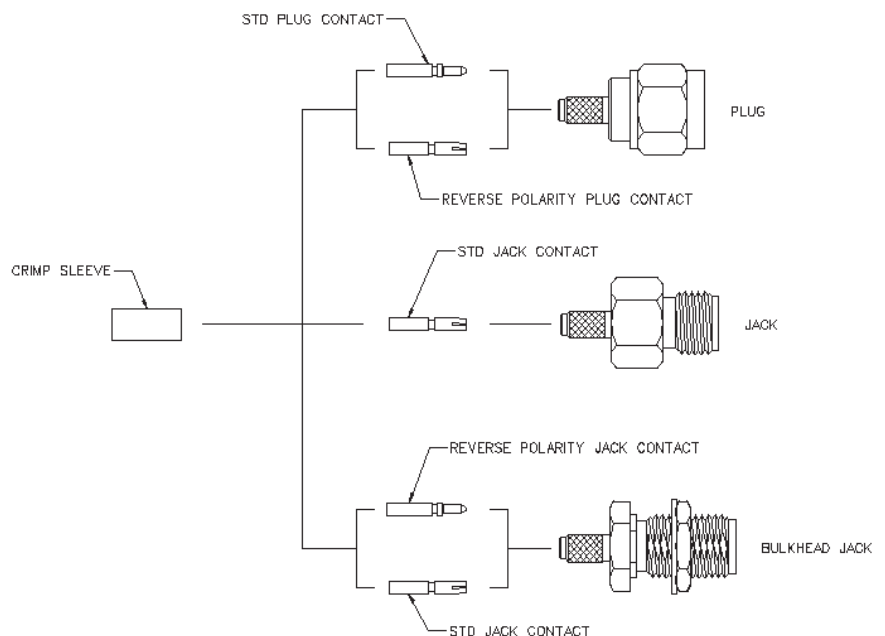 STD PLUG CONTACT
PLUG
REVERSE POLARITY PLUG CONTACT
STD JACK CONTACT
CRIMP SLEEVE
JACK
REVERSE POLARITY JACK CONTACT
BULKHEAD JACK
STD JACK CONTACT